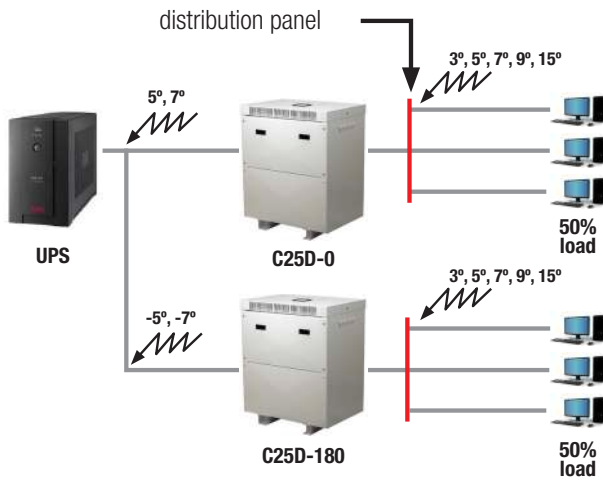 distribution panel
3º, 5º, 7º, 9º, 15º
5º, 7º
UPS
C25D-0
50%
load
3º, 5º, 7º, 9º, 15º
-5º, -7º
C25D-180
50%
load